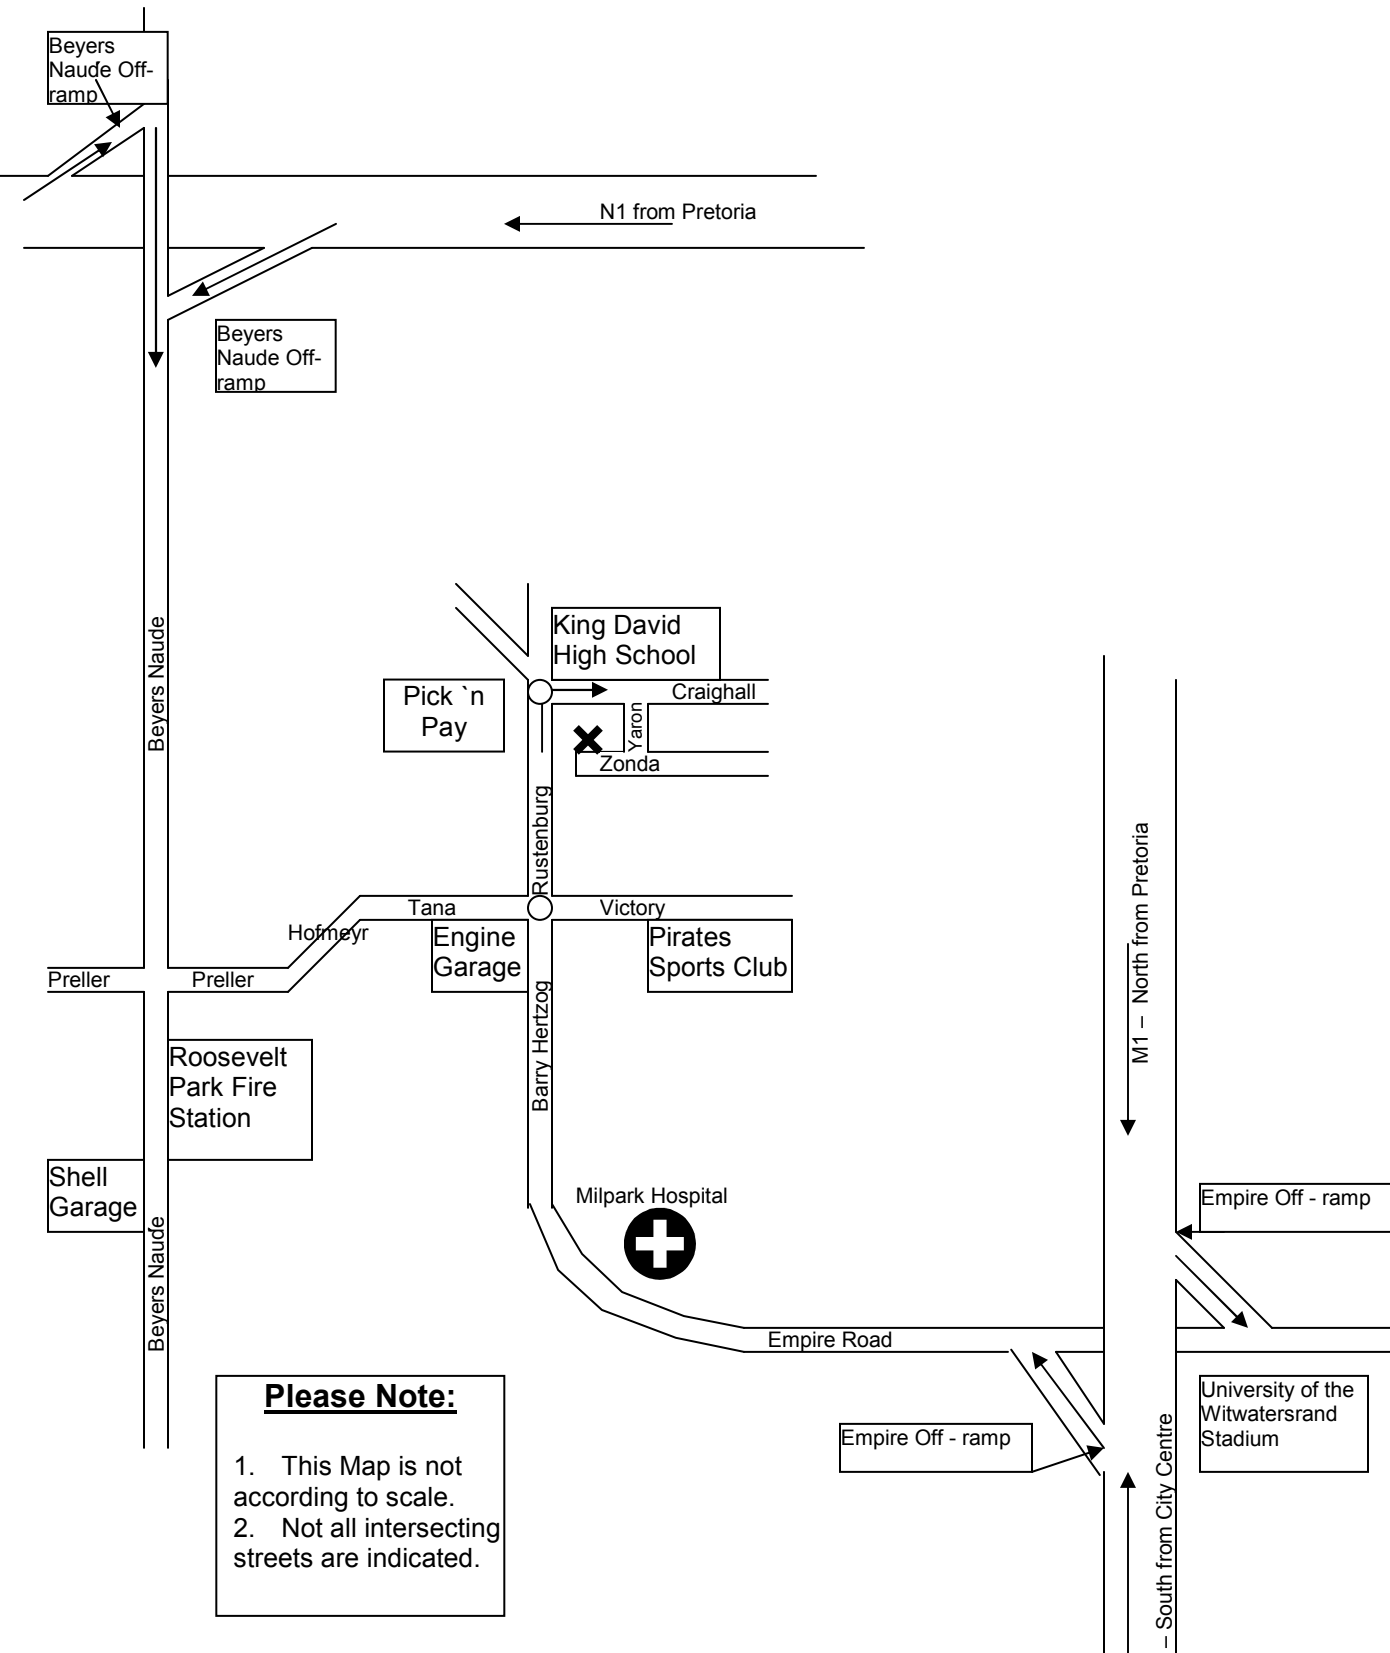 Beyers
Naude Off-
ramp
N1 from Pretoria
Beyers
Naude Off-
ramp
Beyers Naude
King David
High School
Pick `n
Pay
Craighall
Yaron
Zonda
Rustenburg
M1 – North from Pretoria
Tana
Victory
Hofmeyr
Engine
Garage
Pirates
Sports Club
Preller
Preller
Barry Hertzog
Roosevelt
Park Fire
Station
Shell
Garage
Milpark Hospital
Empire Off - ramp
Beyers Naude
Empire Road
Please Note:
1. This Map is not
according to scale.
2. Not all intersecting
streets are indicated.
Empire Off - ramp
University of the
Witwatersrand
Stadium
– South from City Centre